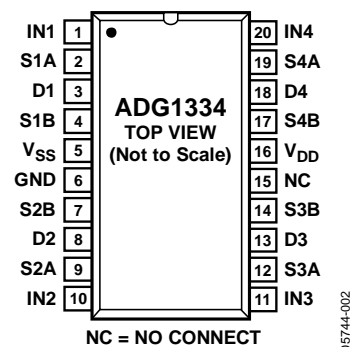 IN1 1 20 IN4
S1A 2 19 S4A
D1 3 18 D4
S1B 4 17 S4B
VSS 5 16 VDD
GND 6 15 NC
S2B 7 14 S3B
D2 8 13 D3
S2A 9 12 S3A
IN2 10 11 IN3
ADG1334
TOP VIEW
(Not to Scale)
NC = NO CONNECT
05744-002